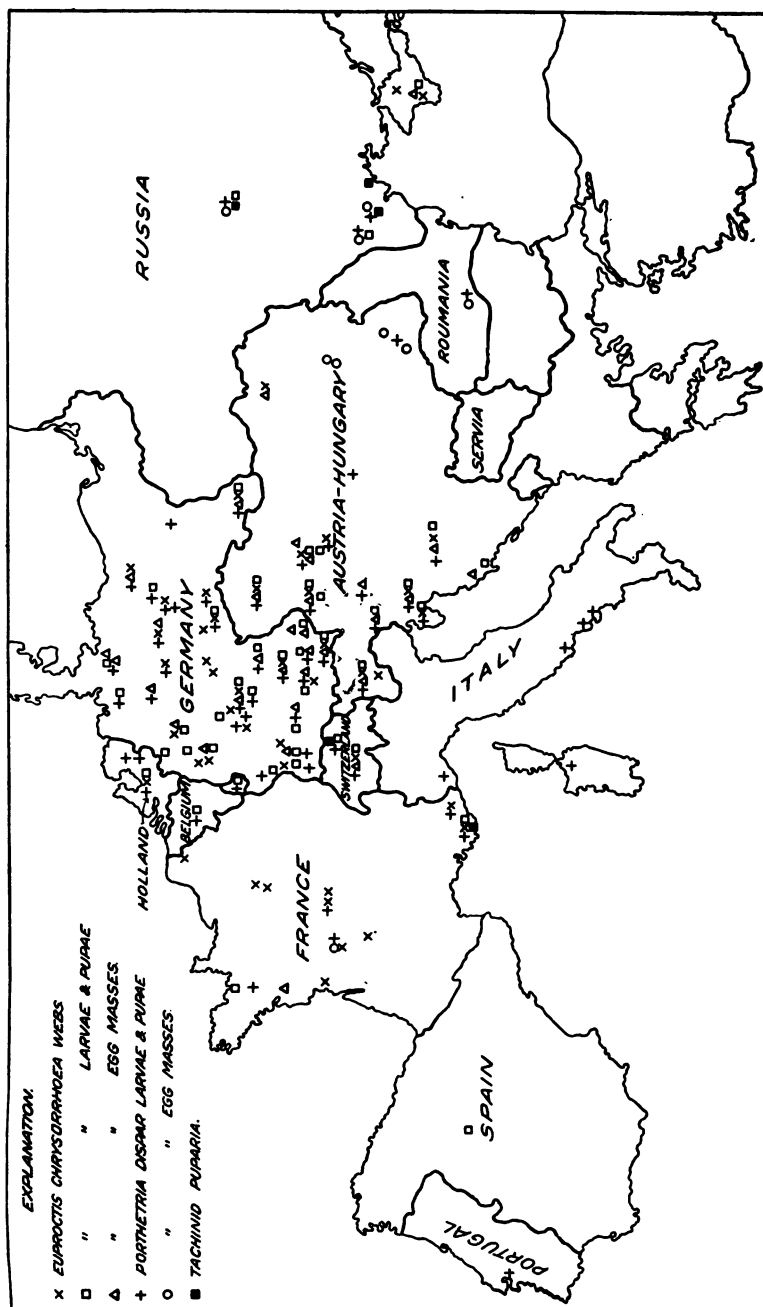 EXPLANATION.
× EUPROCTIS CHRYSORRHOEA WEBS
□ " " LARVAE & PUPAE
△ " " EGG MASSES.
+ PORTHETRIA DISPAR LARVAE & PUPAE
○ " " EGG MASSES.
■ TACHINID PUPARIA.
RUSSIA
GERMANY
HOLLAND
BELGIUM
AUSTRIA-HUNGARY
FRANCE
SWITZERLAND
ROUMANIA
SERVIA
ITALY
SPAIN
PORTUGAL